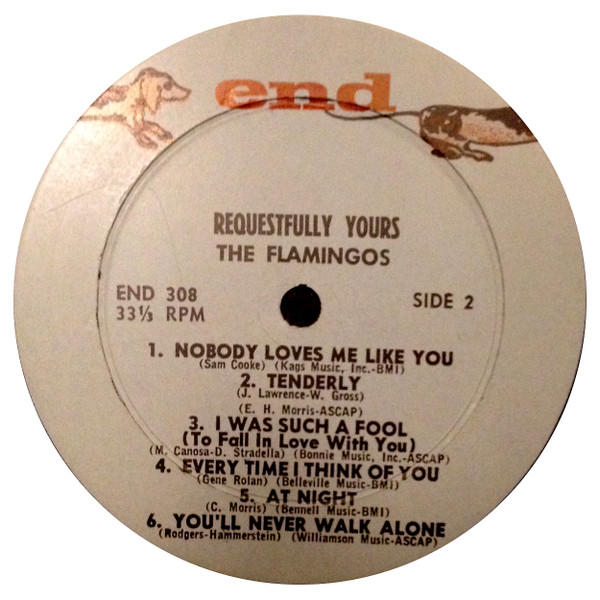 end
REQUESTFULLY YOURS
THE FLAMINGOS
END 308
33⅓ RPM
SIDE 2
1. NOBODY LOVES ME LIKE YOU
(Sam Cooke) (Kags Music, Inc.-BMI)
2. TENDERLY
(J. Lawrence-W. Gross)
(E. H. Morris-ASCAP)
3. I WAS SUCH A FOOL
(To Fall In Love With You)
(M. Canosa-D. Stradella) (Bonnie Music, Inc.-ASCAP)
4. EVERY TIME I THINK OF YOU
(Gene Rolan) (Belleville Music-BMI)
5. AT NIGHT
(C. Morris) (Bennell Music-BMI)
6. YOU'LL NEVER WALK ALONE
(Rodgers-Hammerstein) (Williamson Music-ASCAP)